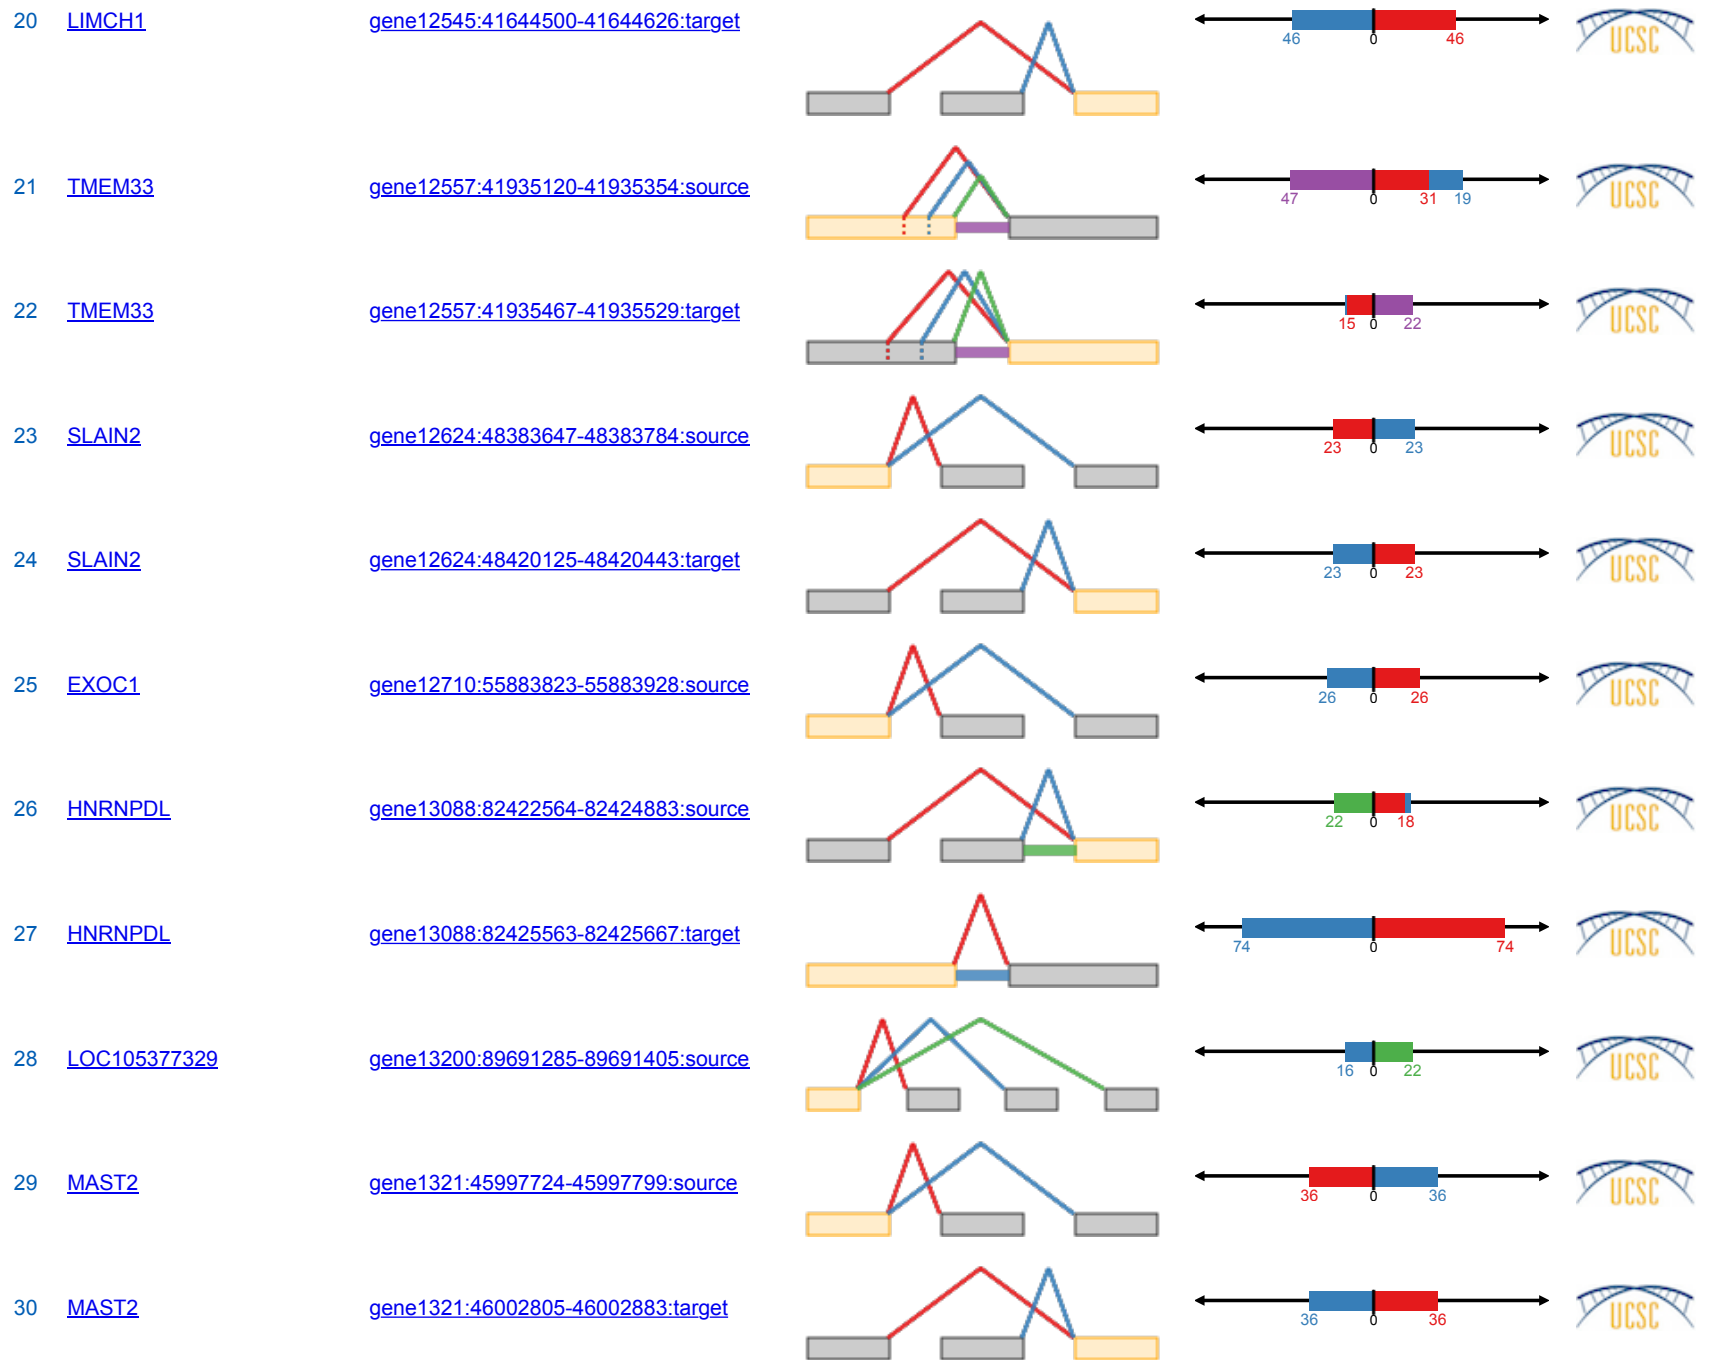 20 LIMCH1 gene12545:41644500-41644626:target 46 0 46 UCSC
21 TMEM33 gene12557:41935120-41935354:source 47 0 31 19 UCSC
22 TMEM33 gene12557:41935467-41935529:target 15 0 22 UCSC
23 SLAIN2 gene12624:48383647-48383784:source 23 0 23 UCSC
24 SLAIN2 gene12624:48420125-48420443:target 23 0 23 UCSC
25 EXOC1 gene12710:55883823-55883928:source 26 0 26 UCSC
26 HNRNPDL gene13088:82422564-82424883:source 22 0 18 UCSC
27 HNRNPDL gene13088:82425563-82425667:target 74 0 74 UCSC
28 LOC105377329 gene13200:89691285-89691405:source 16 0 22 UCSC
29 MAST2 gene1321:45997724-45997799:source 36 0 36 UCSC
30 MAST2 gene1321:46002805-46002883:target 36 0 36 UCSC